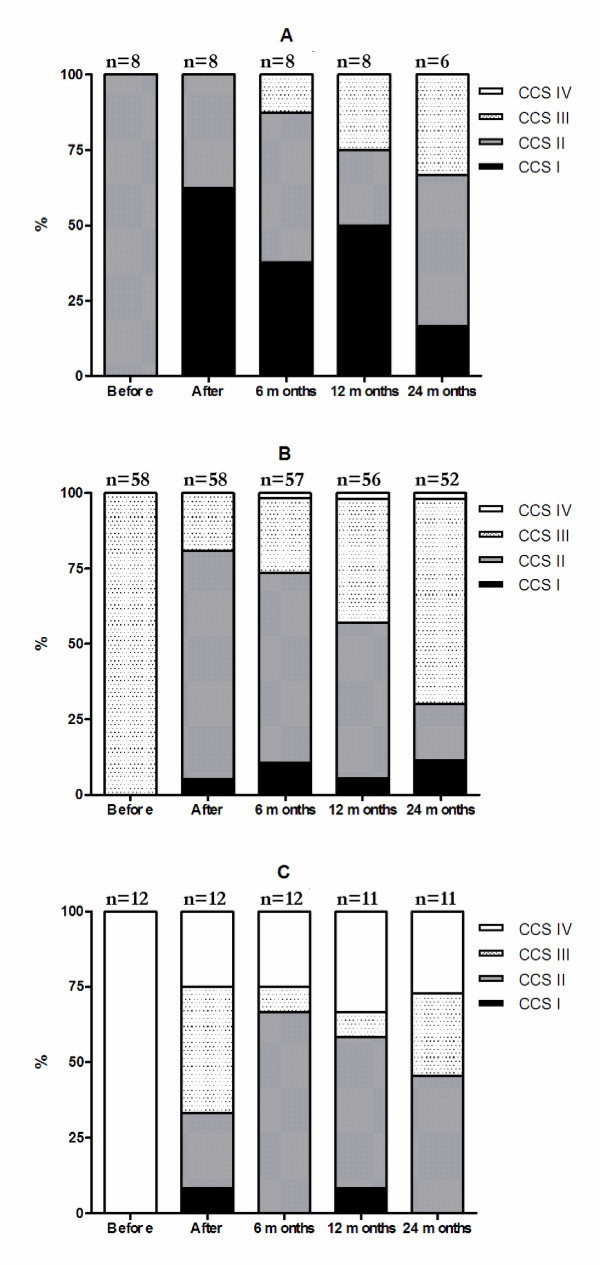 A
n=8 n=8 n=8 n=8 n=6
100
75
50
25
0
%
Before After 6 months 12 months 24 months
CCS IV
CCS III
CCS II
CCS I
B
n=58 n=58 n=57 n=56 n=52
100
75
50
25
0
%
Before After 6 months 12 months 24 months
CCS IV
CCS III
CCS II
CCS I
C
n=12 n=12 n=12 n=11 n=11
100
75
50
25
0
%
Before After 6 months 12 months 24 months
CCS IV
CCS III
CCS II
CCS I